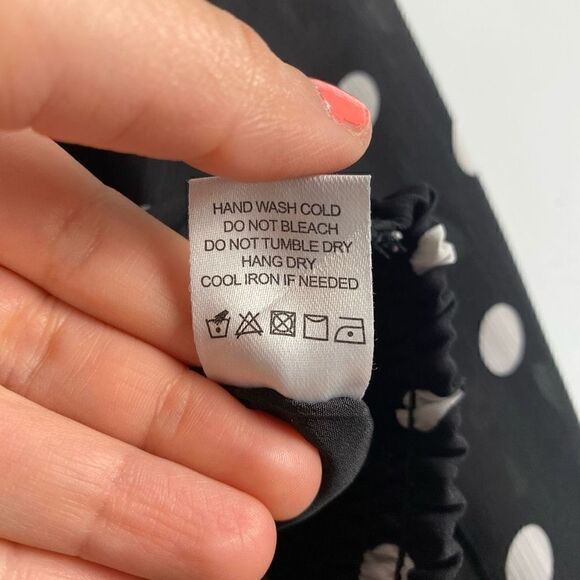 HAND WASH COLD
DO NOT BLEACH
DO NOT TUMBLE DRY
HANG DRY
COOL IRON IF NEEDED